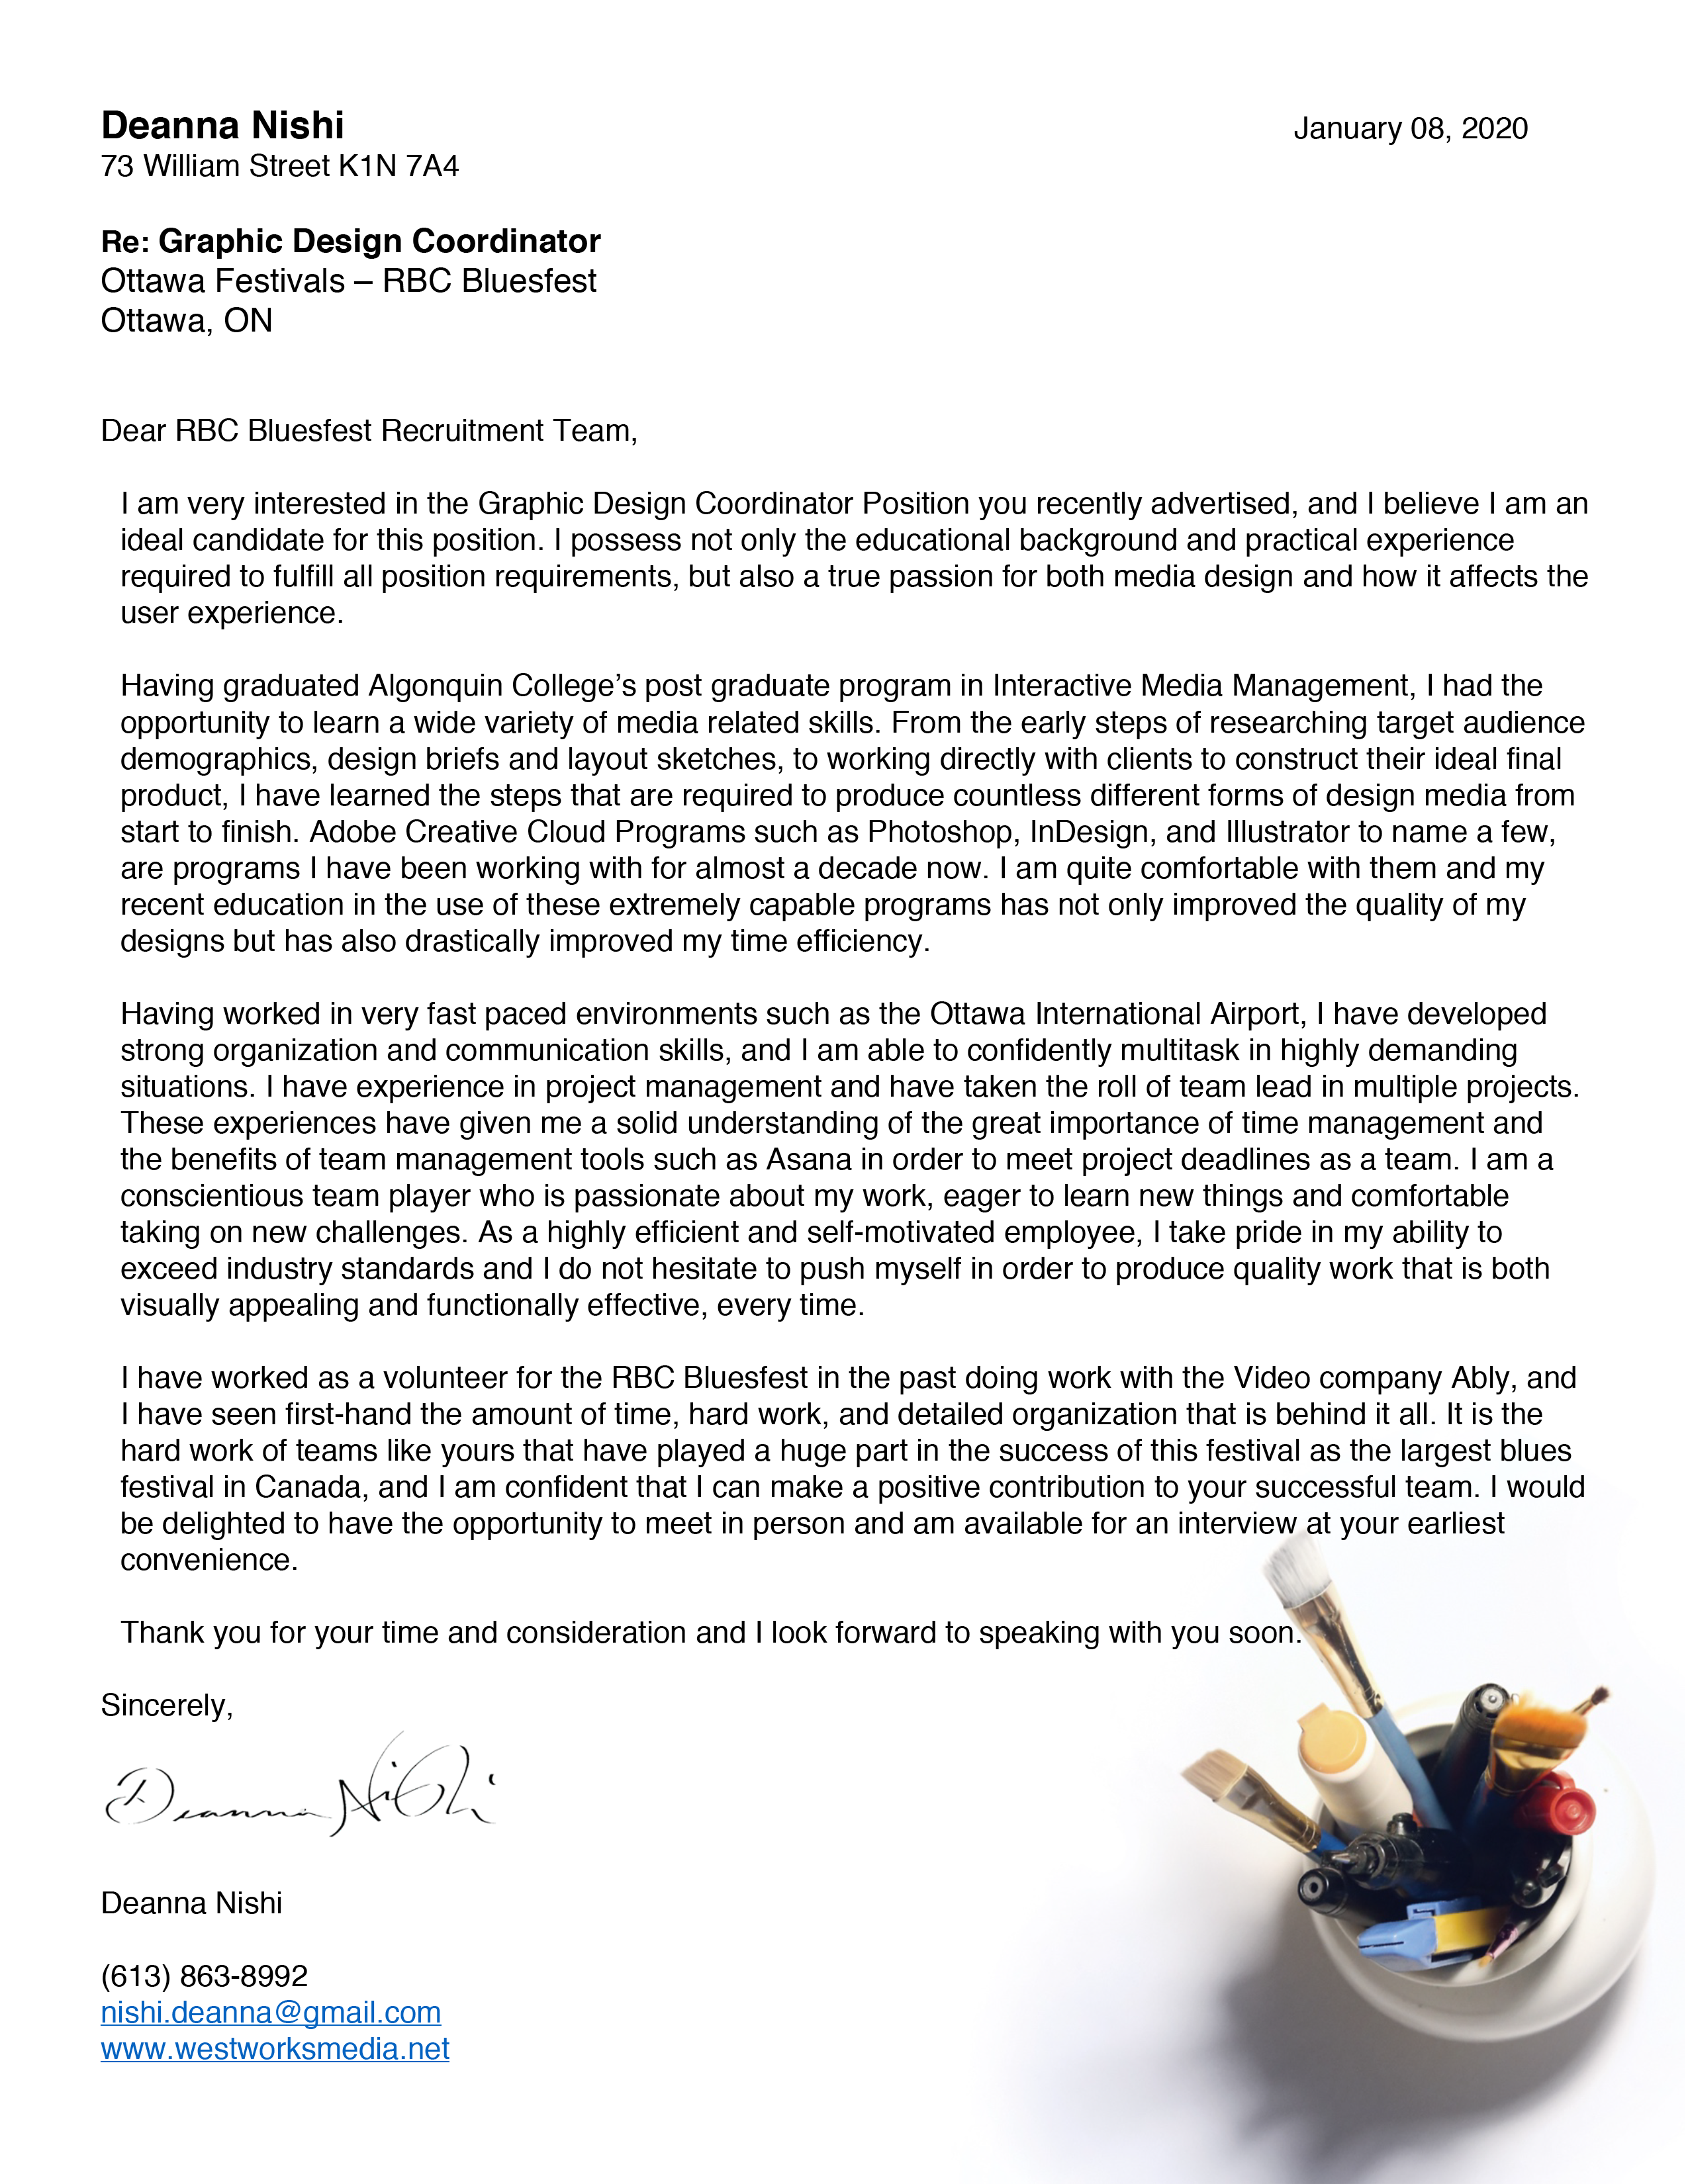 Deanna Nishi
January 08, 2020
73 William Street K1N 7A4
Re: Graphic Design Coordinator
Ottawa Festivals – RBC Bluesfest
Ottawa, ON
Dear RBC Bluesfest Recruitment Team,
I am very interested in the Graphic Design Coordinator Position you recently advertised, and I believe I am an
ideal candidate for this position. I possess not only the educational background and practical experience
required to fulfill all position requirements, but also a true passion for both media design and how it affects the
user experience.
Having graduated Algonquin College’s post graduate program in Interactive Media Management, I had the
opportunity to learn a wide variety of media related skills. From the early steps of researching target audience
demographics, design briefs and layout sketches, to working directly with clients to construct their ideal final
product, I have learned the steps that are required to produce countless different forms of design media from
start to finish. Adobe Creative Cloud Programs such as Photoshop, InDesign, and Illustrator to name a few,
are programs I have been working with for almost a decade now. I am quite comfortable with them and my
recent education in the use of these extremely capable programs has not only improved the quality of my
designs but has also drastically improved my time efficiency.
Having worked in very fast paced environments such as the Ottawa International Airport, I have developed
strong organization and communication skills, and I am able to confidently multitask in highly demanding
situations. I have experience in project management and have taken the roll of team lead in multiple projects.
These experiences have given me a solid understanding of the great importance of time management and
the benefits of team management tools such as Asana in order to meet project deadlines as a team. I am a
conscientious team player who is passionate about my work, eager to learn new things and comfortable
taking on new challenges. As a highly efficient and self-motivated employee, I take pride in my ability to
exceed industry standards and I do not hesitate to push myself in order to produce quality work that is both
visually appealing and functionally effective, every time.
I have worked as a volunteer for the RBC Bluesfest in the past doing work with the Video company Ably, and
I have seen first-hand the amount of time, hard work, and detailed organization that is behind it all. It is the
hard work of teams like yours that have played a huge part in the success of this festival as the largest blues
festival in Canada, and I am confident that I can make a positive contribution to your successful team. I would
be delighted to have the opportunity to meet in person and am available for an interview at your earliest
convenience.
Thank you for your time and consideration and I look forward to speaking with you soon.
Sincerely,
Deanna Nishi
Deanna Nishi
(613) 863-8992
nishi.deanna@gmail.com
www.westworksmedia.net